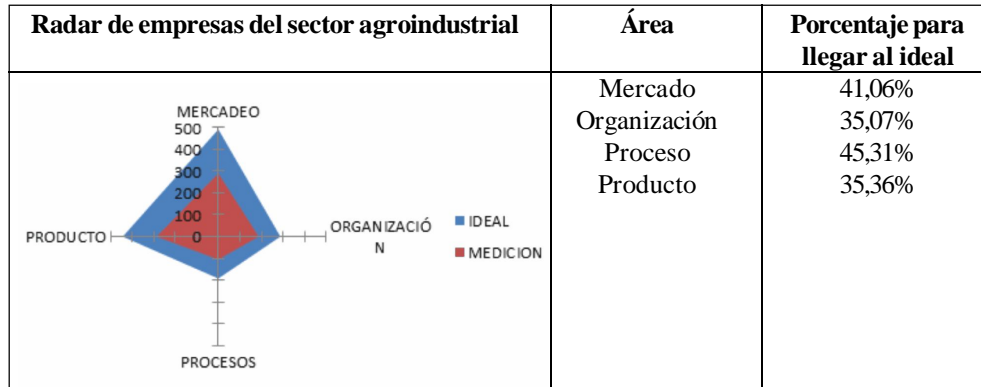 Radar de empresas del sector agroindustrial
Área
Porcentaje para
llegar al ideal
MERCADEO
500
400
300
200
100
0
PRODUCTO
ORGANIZACIÓ
N
PROCESOS
IDEAL
MEDICION
Mercado 41,06%
Organización 35,07%
Proceso 45,31%
Producto 35,36%